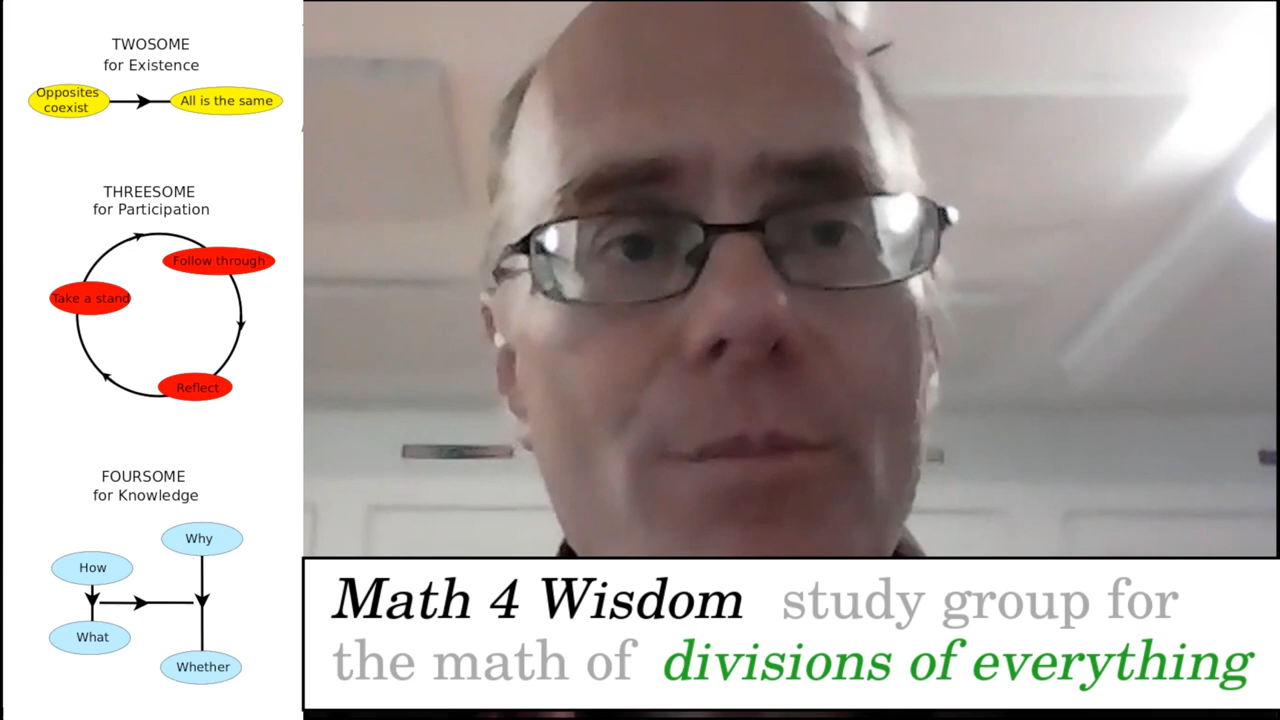 TWOSOME
for Existence
Opposites
coexist
All is the same
THREESOME
for Participation
Follow through
Take a stand
Reflect
FOURSOME
for Knowledge
Why
How
What
Whether
Math 4 Wisdom study group for
the math of divisions of everything